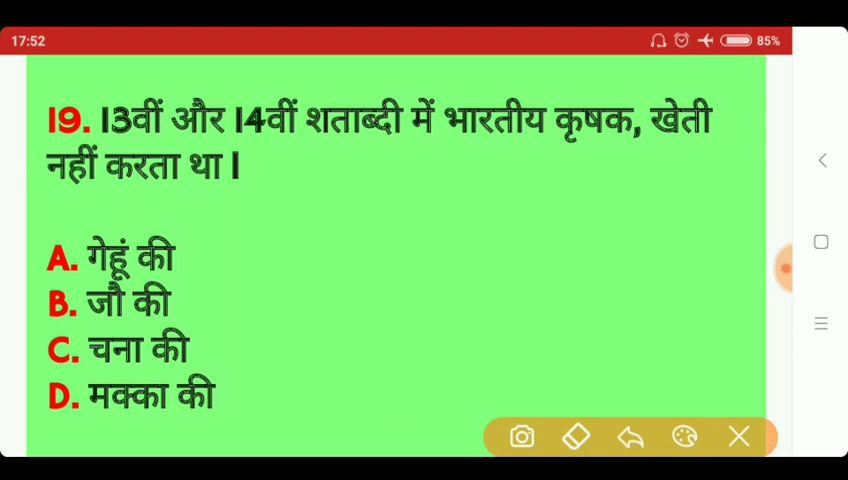 17:52
85%
19. 13वीं और 14वीं शताब्दी में भारतीय कृषक, खेती
नहीं करता था।
A. गेहूं की
B. जौ की
C. चना की
D. मक्का की